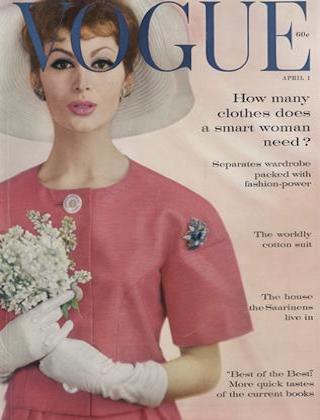 VOGUE
60c
APRIL 1
How many
clothes does
a smart woman
need?
Separates wardrobe
packed with
fashion-power
The worldly
cotton suit
The house
the Saarinens
live in
"Best of the Best?
More quick tastes
of the current books